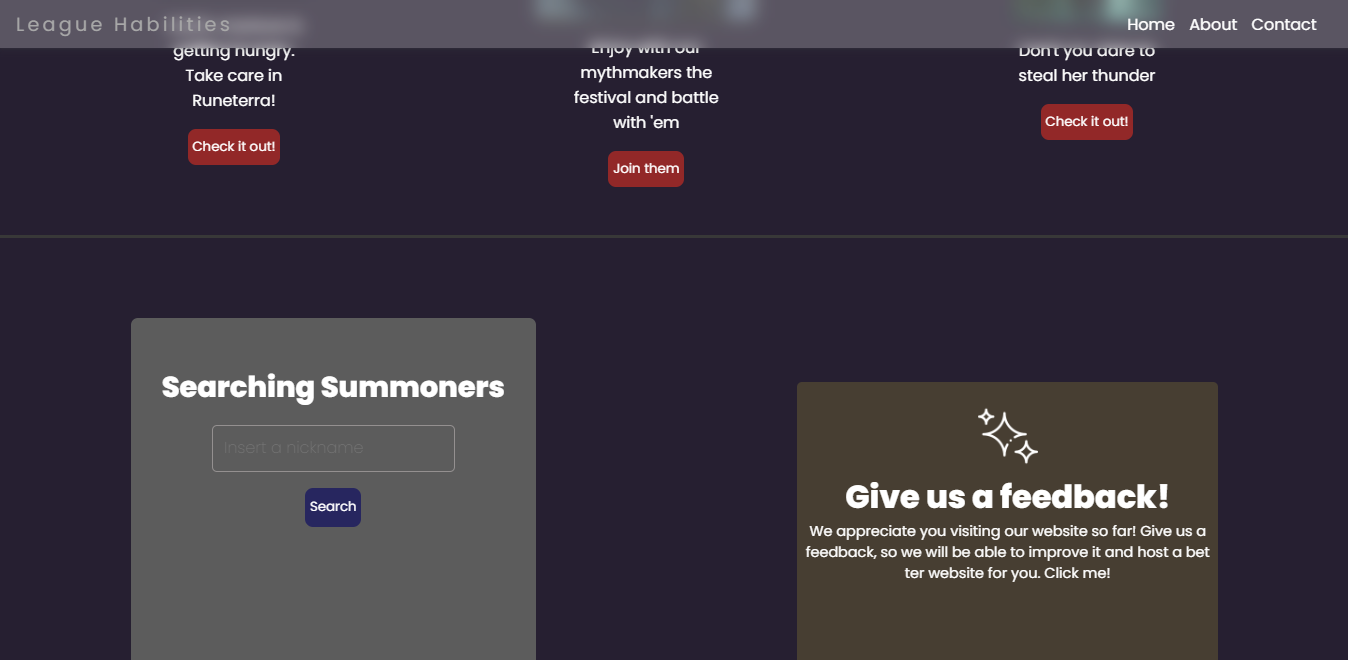 League Habilities
Home About Contact
getting hungry.
Take care in
Runeterra!
Check it out!
Enjoy with our
mythmakers the
festival and battle
with 'em
Join them
Don't you dare to
steal her thunder
Check it out!
Searching Summoners
Insert a nickname
Search
Give us a feedback!
We appreciate you visiting our website so far! Give us a
feedback, so we will be able to improve it and host a bet
ter website for you. Click me!